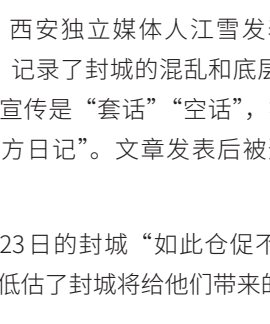 西安独立媒体人江雪发
记录了封城的混乱和底层
宣传是“套话”“空话”，
方日记”。文章发表后被
23日的封城“如此仓促不
低估了封城将给他们带来的